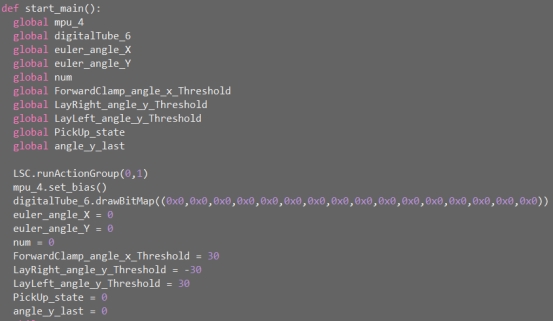 def start_main():
  global mpu_4
  global digitalTube_6
  global euler_angle_X
  global euler_angle_Y
  global num
  global ForwardClamp_angle_x_Threshold
  global LayRight_angle_y_Threshold
  global LayLeft_angle_y_Threshold
  global PickUp_state
  global angle_y_last

  LSC.runActionGroup(0,1)
  mpu_4.set_bias()
  digitalTube_6.drawBitMap((0x0,0x0,0x0,0x0,0x0,0x0,0x0,0x0,0x0,0x0,0x0,0x0,0x0,0x0,0x0,0x0))
  euler_angle_X = 0
  euler_angle_Y = 0
  num = 0
  ForwardClamp_angle_x_Threshold = 30
  LayRight_angle_y_Threshold = -30
  LayLeft_angle_y_Threshold = 30
  PickUp_state = 0
  angle_y_last = 0